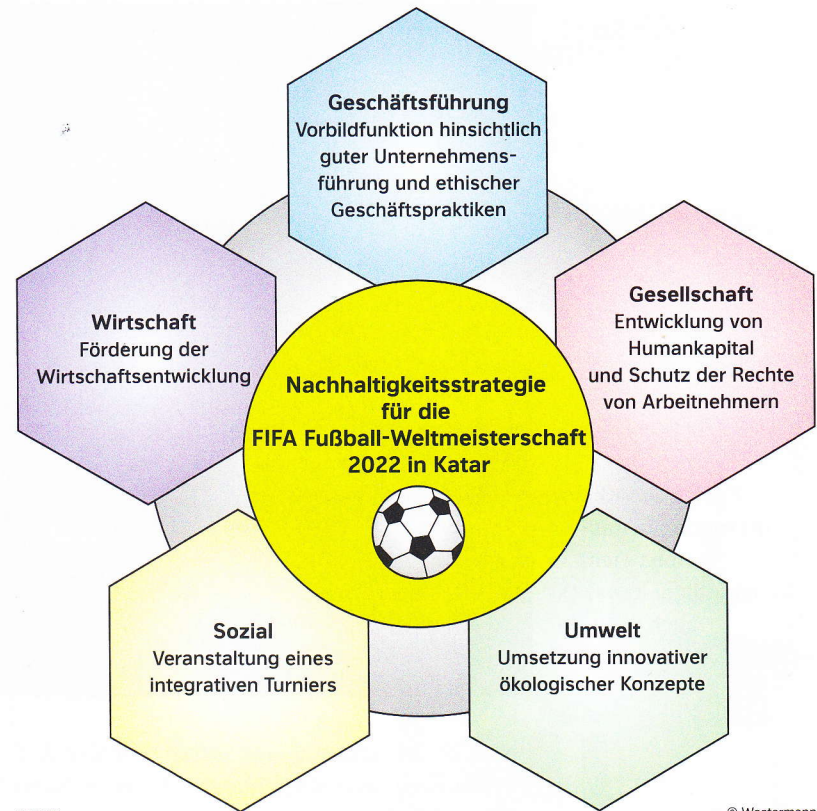 Geschäftsführung
Vorbildfunktion hinsichtlich
guter Unternehmens-
führung und ethischer
Geschäftspraktiken
Gesellschaft
Entwicklung von
Humankapital
und Schutz der Rechte
von Arbeitnehmern
Wirtschaft
Förderung der
Wirtschaftsentwicklung
Nachhaltigkeitsstrategie
für die
FIFA Fußball-Weltmeisterschaft
2022 in Katar
Sozial
Veranstaltung eines
integrativen Turniers
Umwelt
Umsetzung innovativer
ökologischer Konzepte
© Westermann